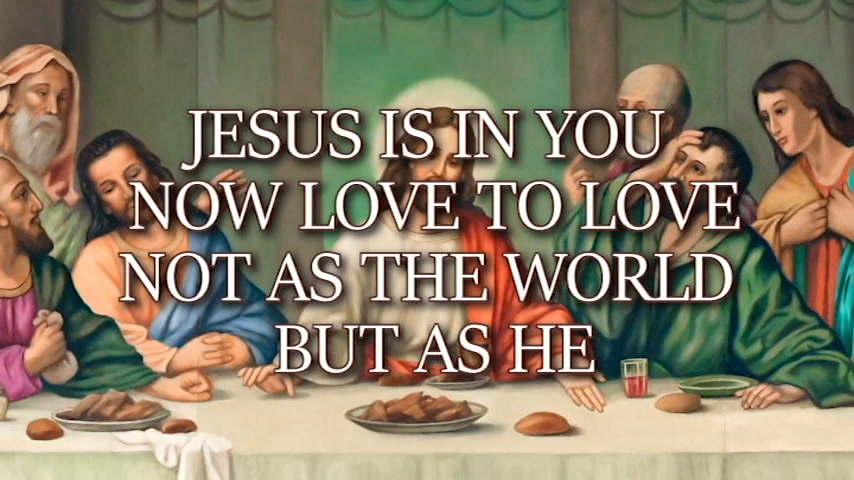 JESUS IS IN YOU
NOW LOVE TO LOVE
NOT AS THE WORLD
BUT AS HE